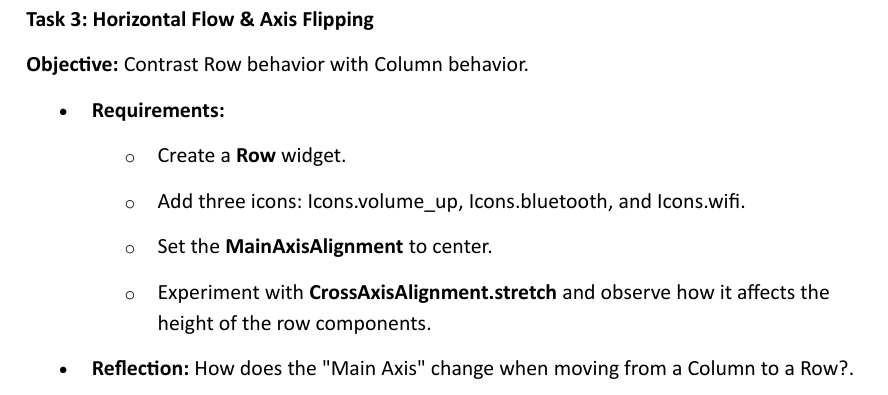 Task 3: Horizontal Flow & Axis Flipping
Objective: Contrast Row behavior with Column behavior.
• Requirements:
o Create a Row widget.
o Add three icons: Icons.volume_up, Icons.bluetooth, and Icons.wifi.
o Set the MainAxisAlignment to center.
o Experiment with CrossAxisAlignment.stretch and observe how it affects the
height of the row components.
• Reflection: How does the "Main Axis" change when moving from a Column to a Row?.